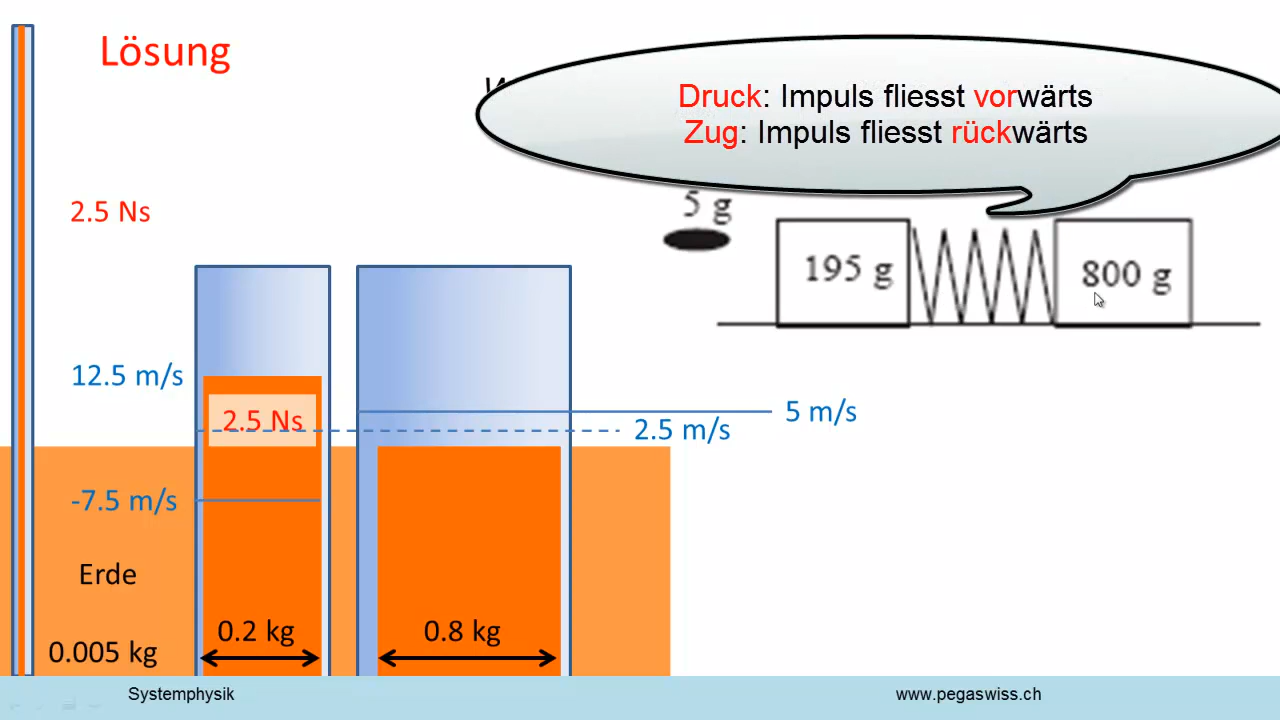 Lösung
Druck: Impuls fliesst vorwärts
Zug: Impuls fliesst rückwärts
5 g
195 g
800 g
2.5 Ns
12.5 m/s
2.5 Ns
5 m/s
2.5 m/s
-7.5 m/s
Erde
0.2 kg
0.8 kg
0.005 kg
Systemphysik
www.pegaswiss.ch